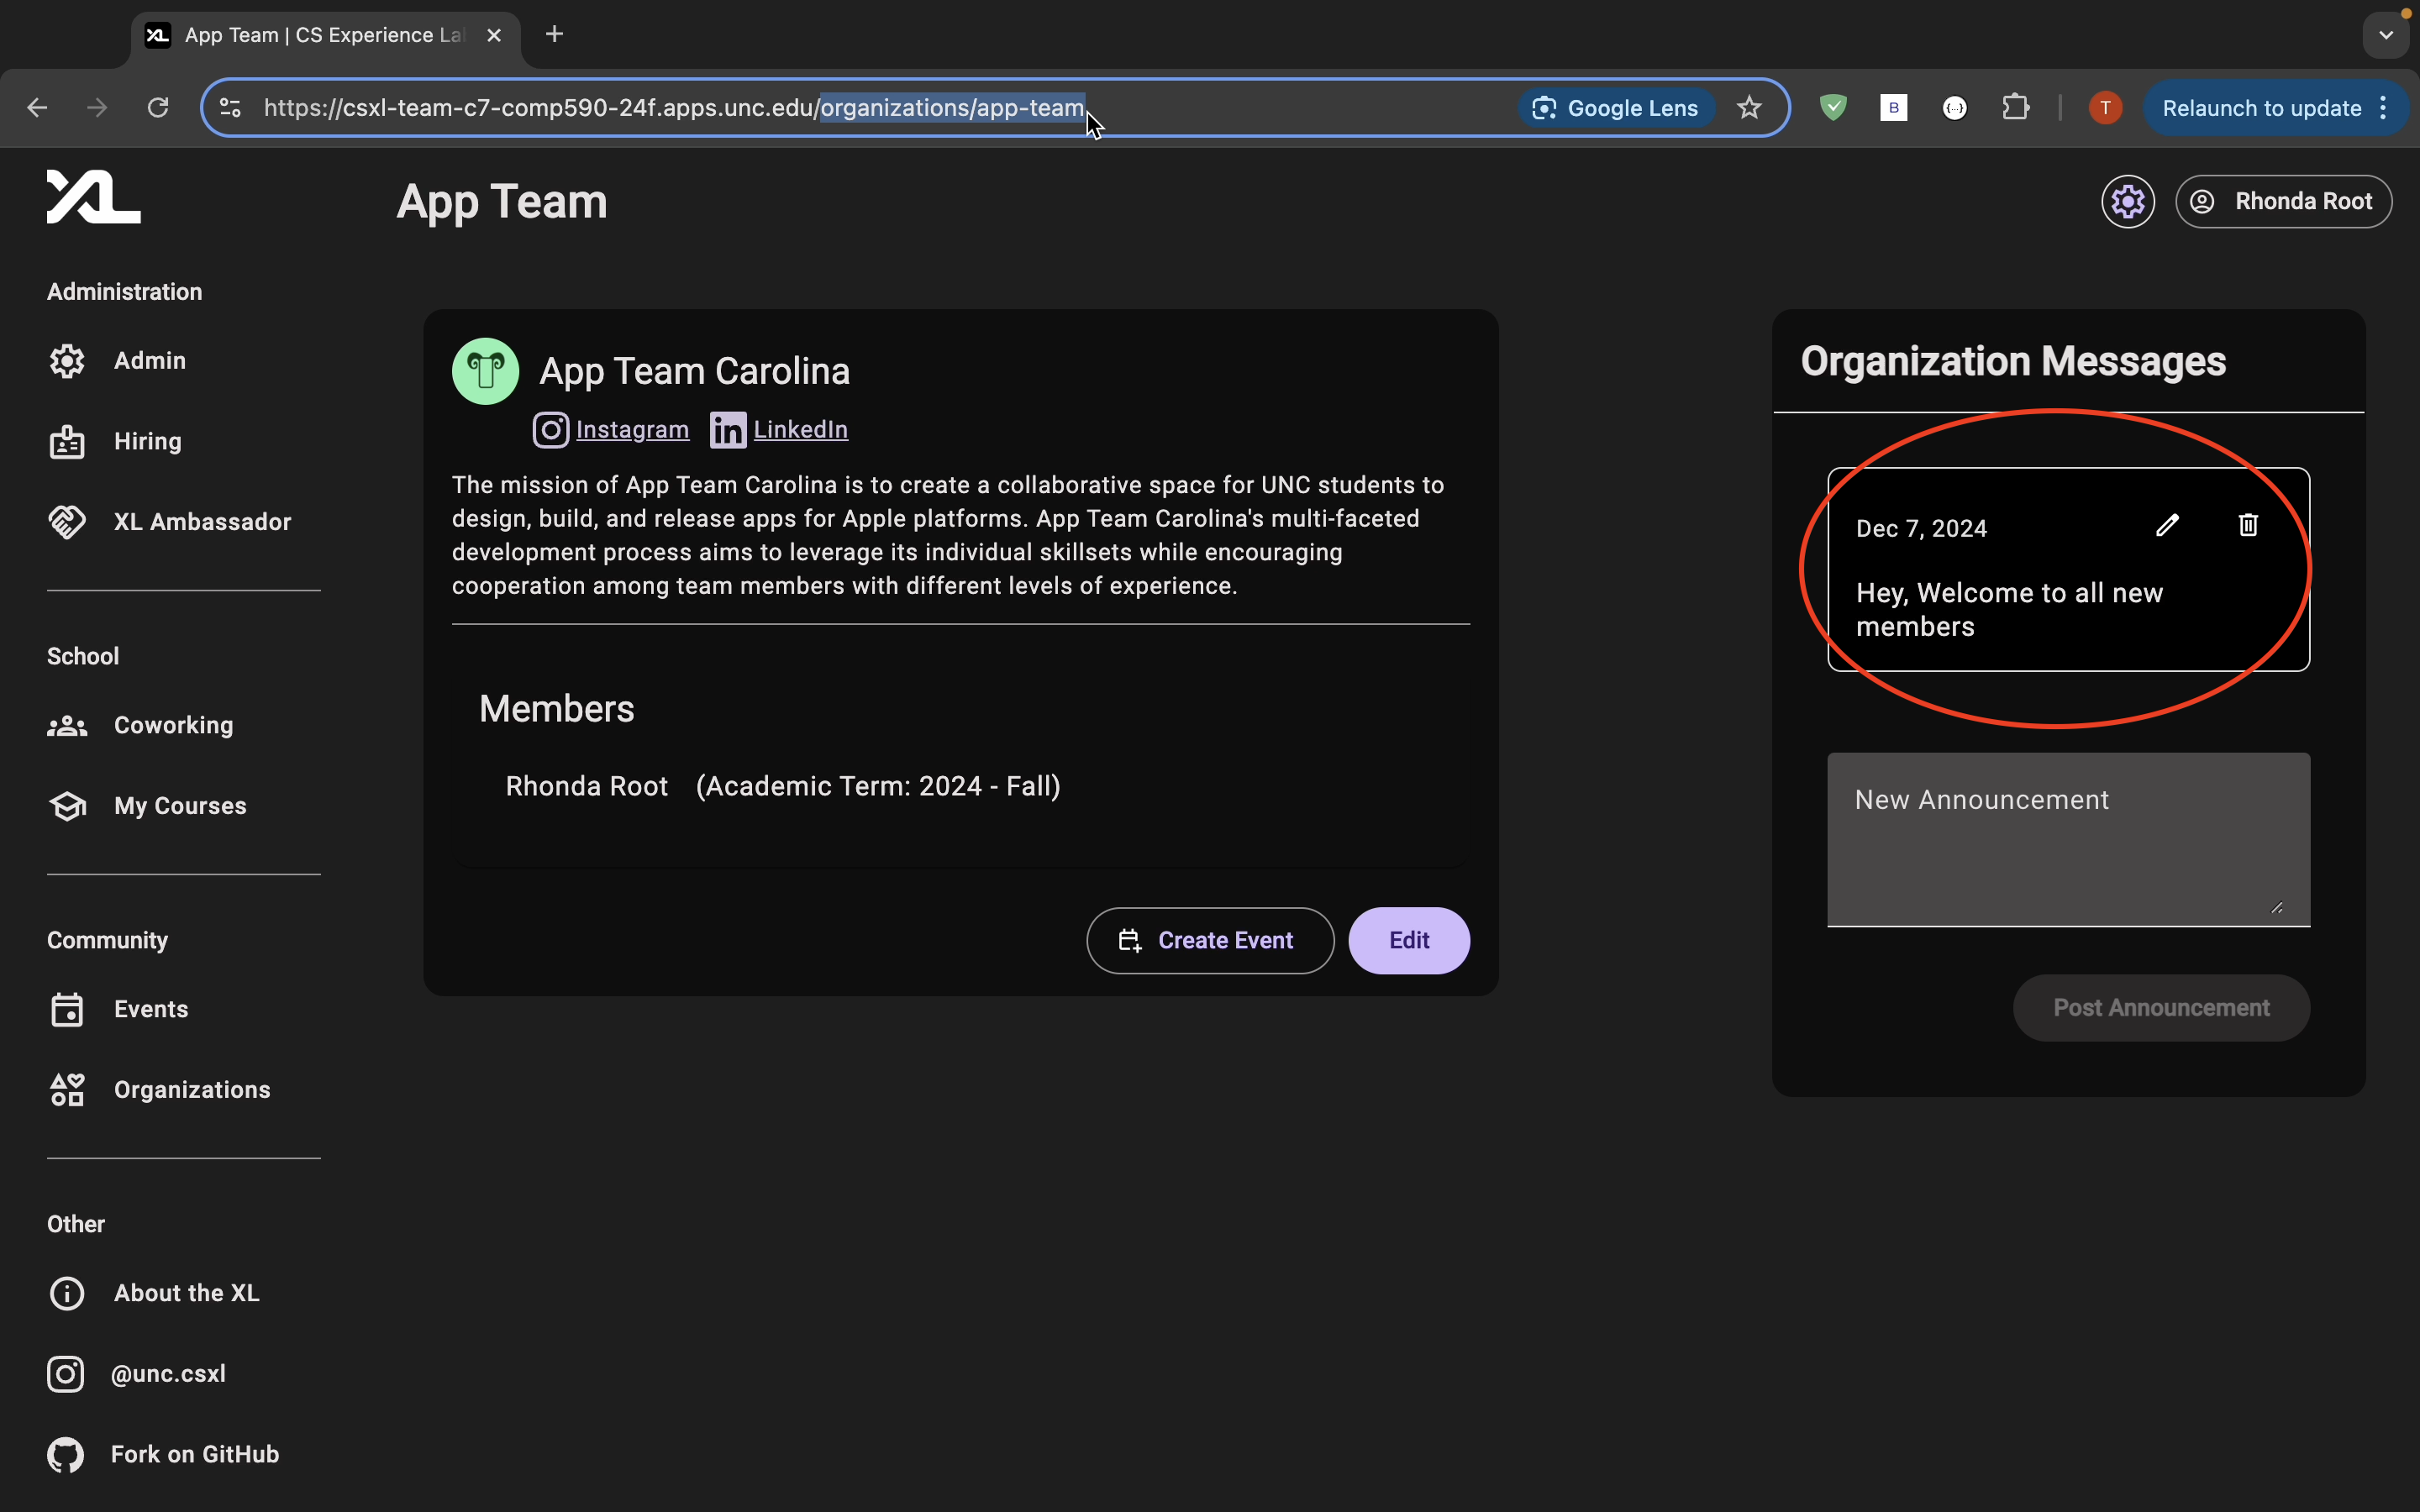 XL App Team | CS Experience La
https://csxl-team-c7-comp590-24f.apps.unc.edu/organizations/app-team
Google Lens
B
{...}
T
Relaunch to update
XL
App Team
Rhonda Root
Administration
Admin
Hiring
XL Ambassador
School
Coworking
My Courses
Community
Events
Organizations
Other
About the XL
@unc.csxl
Fork on GitHub
App Team Carolina
Instagram
in LinkedIn
The mission of App Team Carolina is to create a collaborative space for UNC students to
design, build, and release apps for Apple platforms. App Team Carolina's multi-faceted
development process aims to leverage its individual skillsets while encouraging
cooperation among team members with different levels of experience.
Members
Rhonda Root (Academic Term: 2024 - Fall)
Create Event
Edit
Organization Messages
Dec 7, 2024
Hey, Welcome to all new
members
New Announcement
Post Announcement